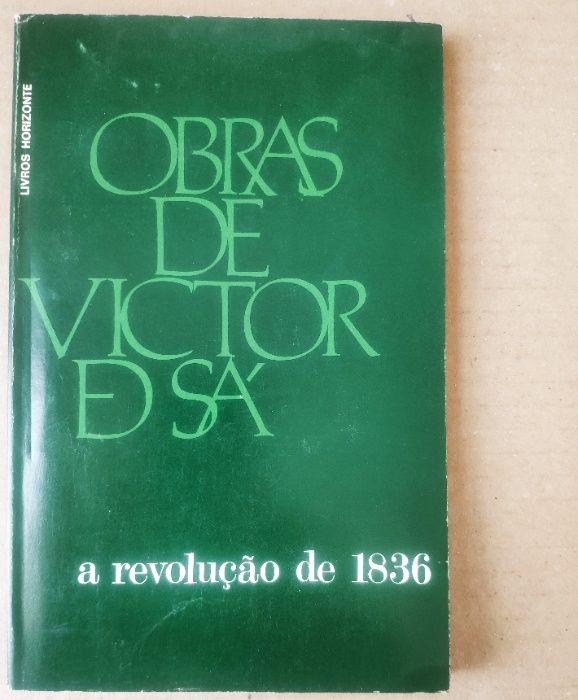 LIVROS HORIZONTE
OBRAS
DE
VICTOR
DE SÁ
a revolução de 1836